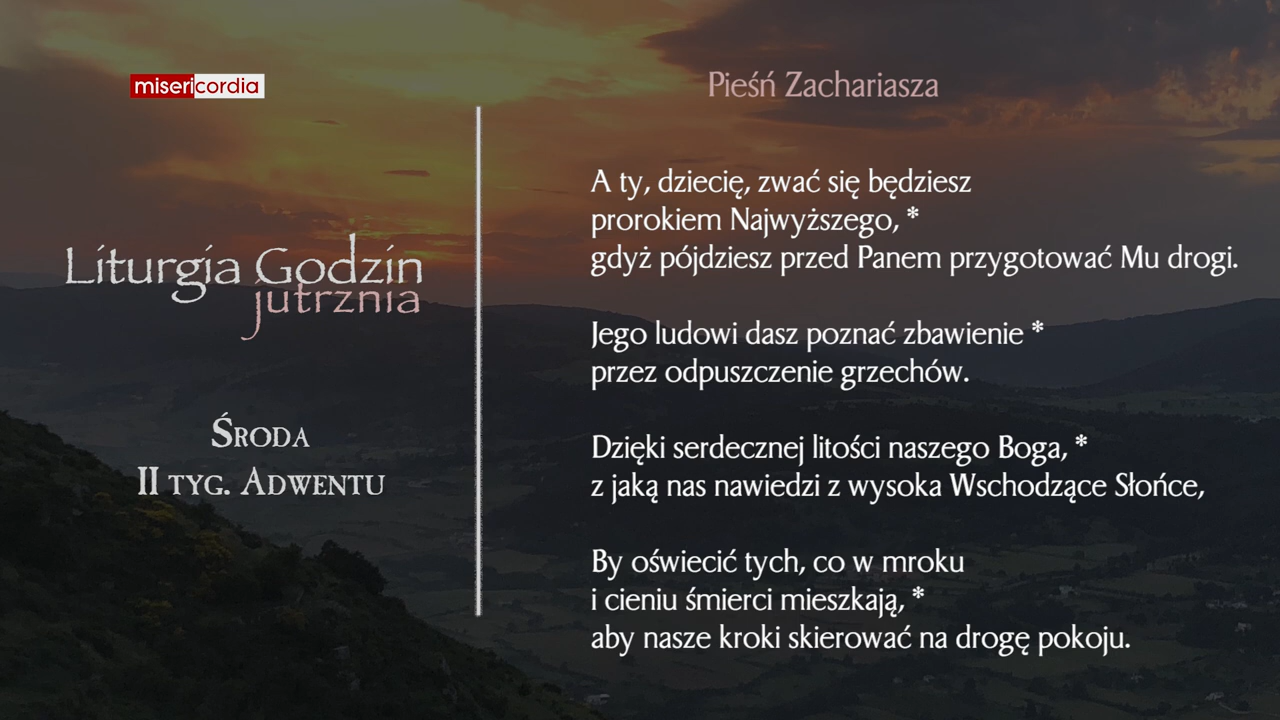 misericordia
Liturgia Godzin
jutrznia
Środa
II tyg. Adwentu
Pieśń Zachariasza
A ty, dziecię, zwać się będziesz
prorokiem Najwyższego, *
gdyż pójdziesz przed Panem przygotować Mu drogi.
Jego ludowi dasz poznać zbawienie *
przez odpuszczenie grzechów.
Dzięki serdecznej litości naszego Boga, *
z jaką nas nawiedzi z wysoka Wschodzące Słońce,
By oświecić tych, co w mroku
i cieniu śmierci mieszkają, *
aby nasze kroki skierować na drogę pokoju.